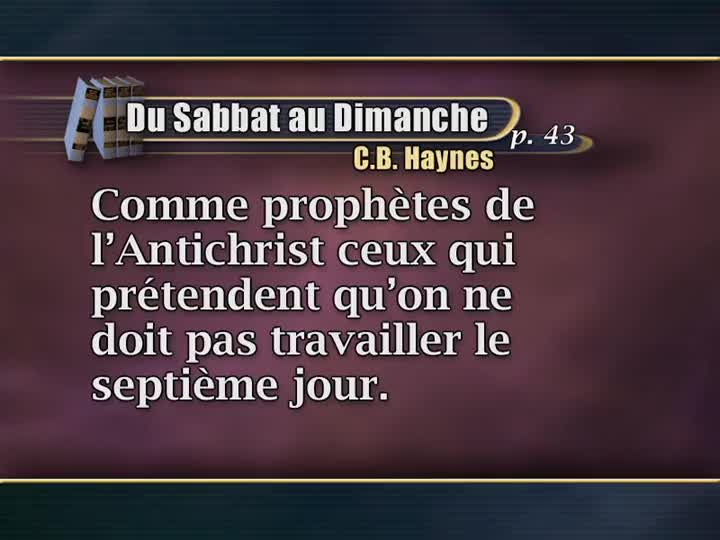 Du Sabbat au Dimanche
p. 43
C.B. Haynes
Comme prophètes de
l'Antichrist ceux qui
prétendent qu'on ne
doit pas travailler le
septième jour.